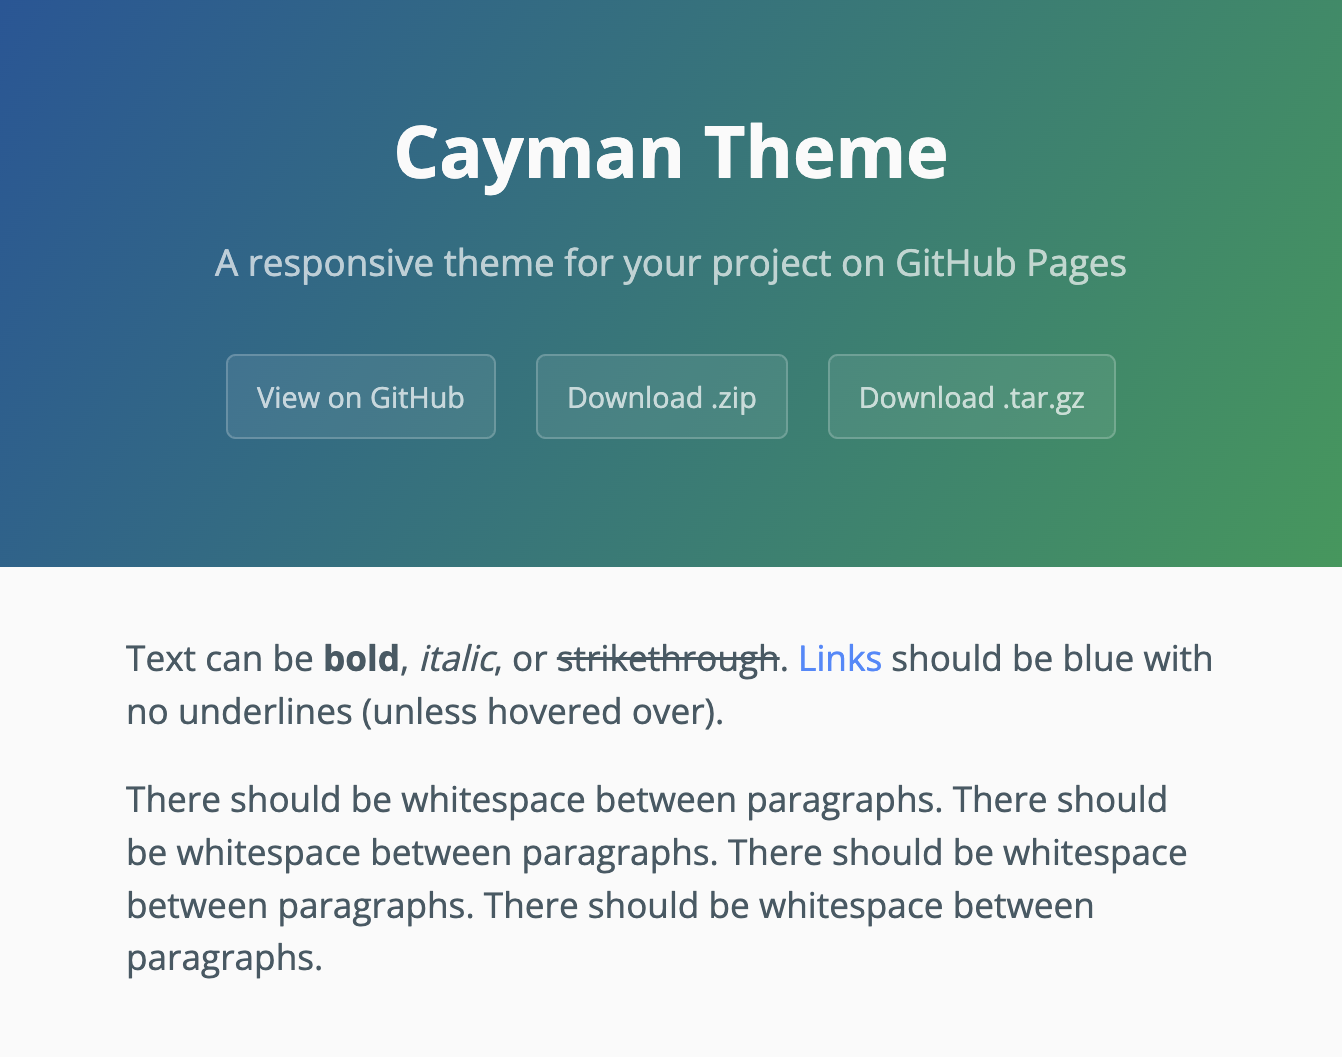 Cayman Theme
A responsive theme for your project on GitHub Pages
View on GitHub
Download .zip
Download .tar.gz
Text can be bold, italic, or strikethrough. Links should be blue with
no underlines (unless hovered over).
There should be whitespace between paragraphs. There should
be whitespace between paragraphs. There should be whitespace
between paragraphs. There should be whitespace between
paragraphs.